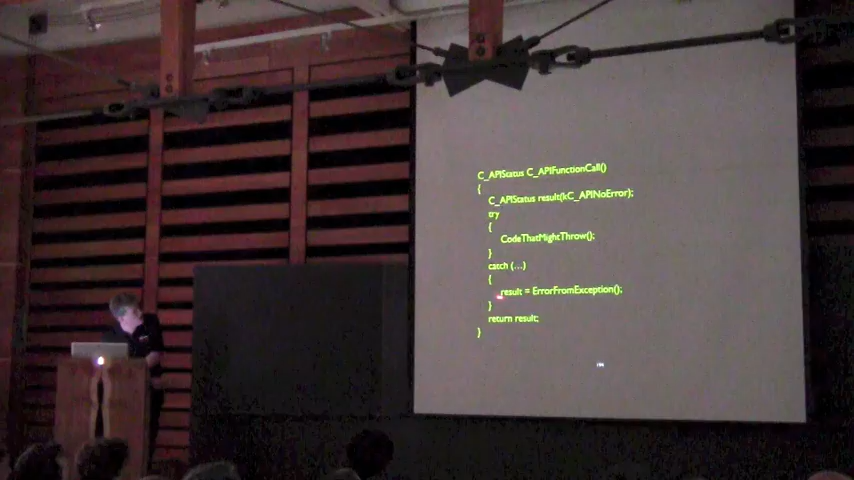 C_APIStatus C_APIFunctionCall()
{
C_APIStatus result(kC_APINoError);
try
{
CodeThatMightThrow();
}
catch (...)
{
result = ErrorFromException();
}
return result;
}